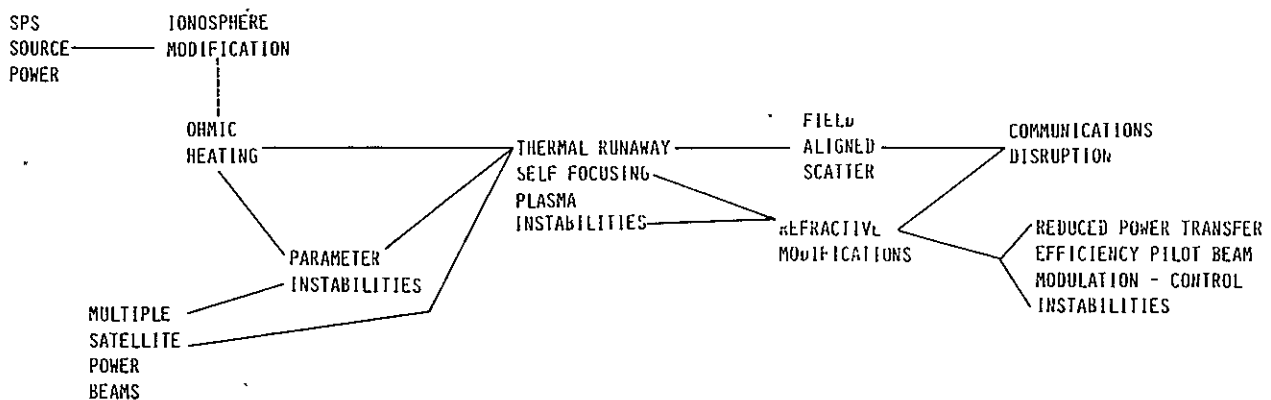 SPS
SOURCE
POWER
IONOSPHERE
MODIFICATION
OHMIC
HEATING
PARAMETER
INSTABILITIES
MULTIPLE
SATELLITE
POWER
BEAMS
THERMAL RUNAWAY
SELF FOCUSING
PLASMA
INSTABILITIES
FIELD
ALIGNED
SCATTER
REFRACTIVE
MODIFICATIONS
COMMUNICATIONS
DISRUPTION
REDUCED POWER TRANSFER
EFFICIENCY PILOT BEAM
MODULATION - CONTROL
INSTABILITIES